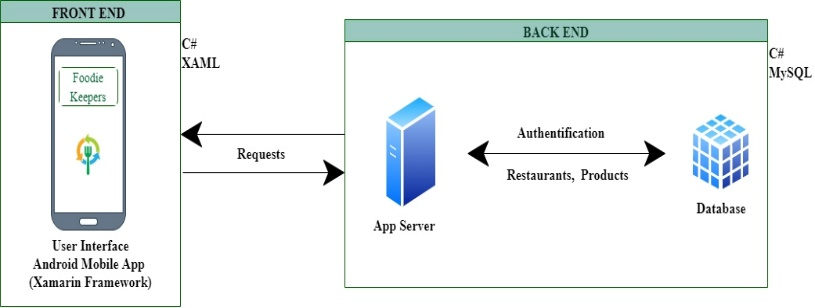 FRONT END
C#
XAML
Foodie
Keepers
User Interface
Android Mobile App
(Xamarin Framework)
Requests
BACK END
C#
MySQL
App Server
Authentification
Restaurants, Products
Database